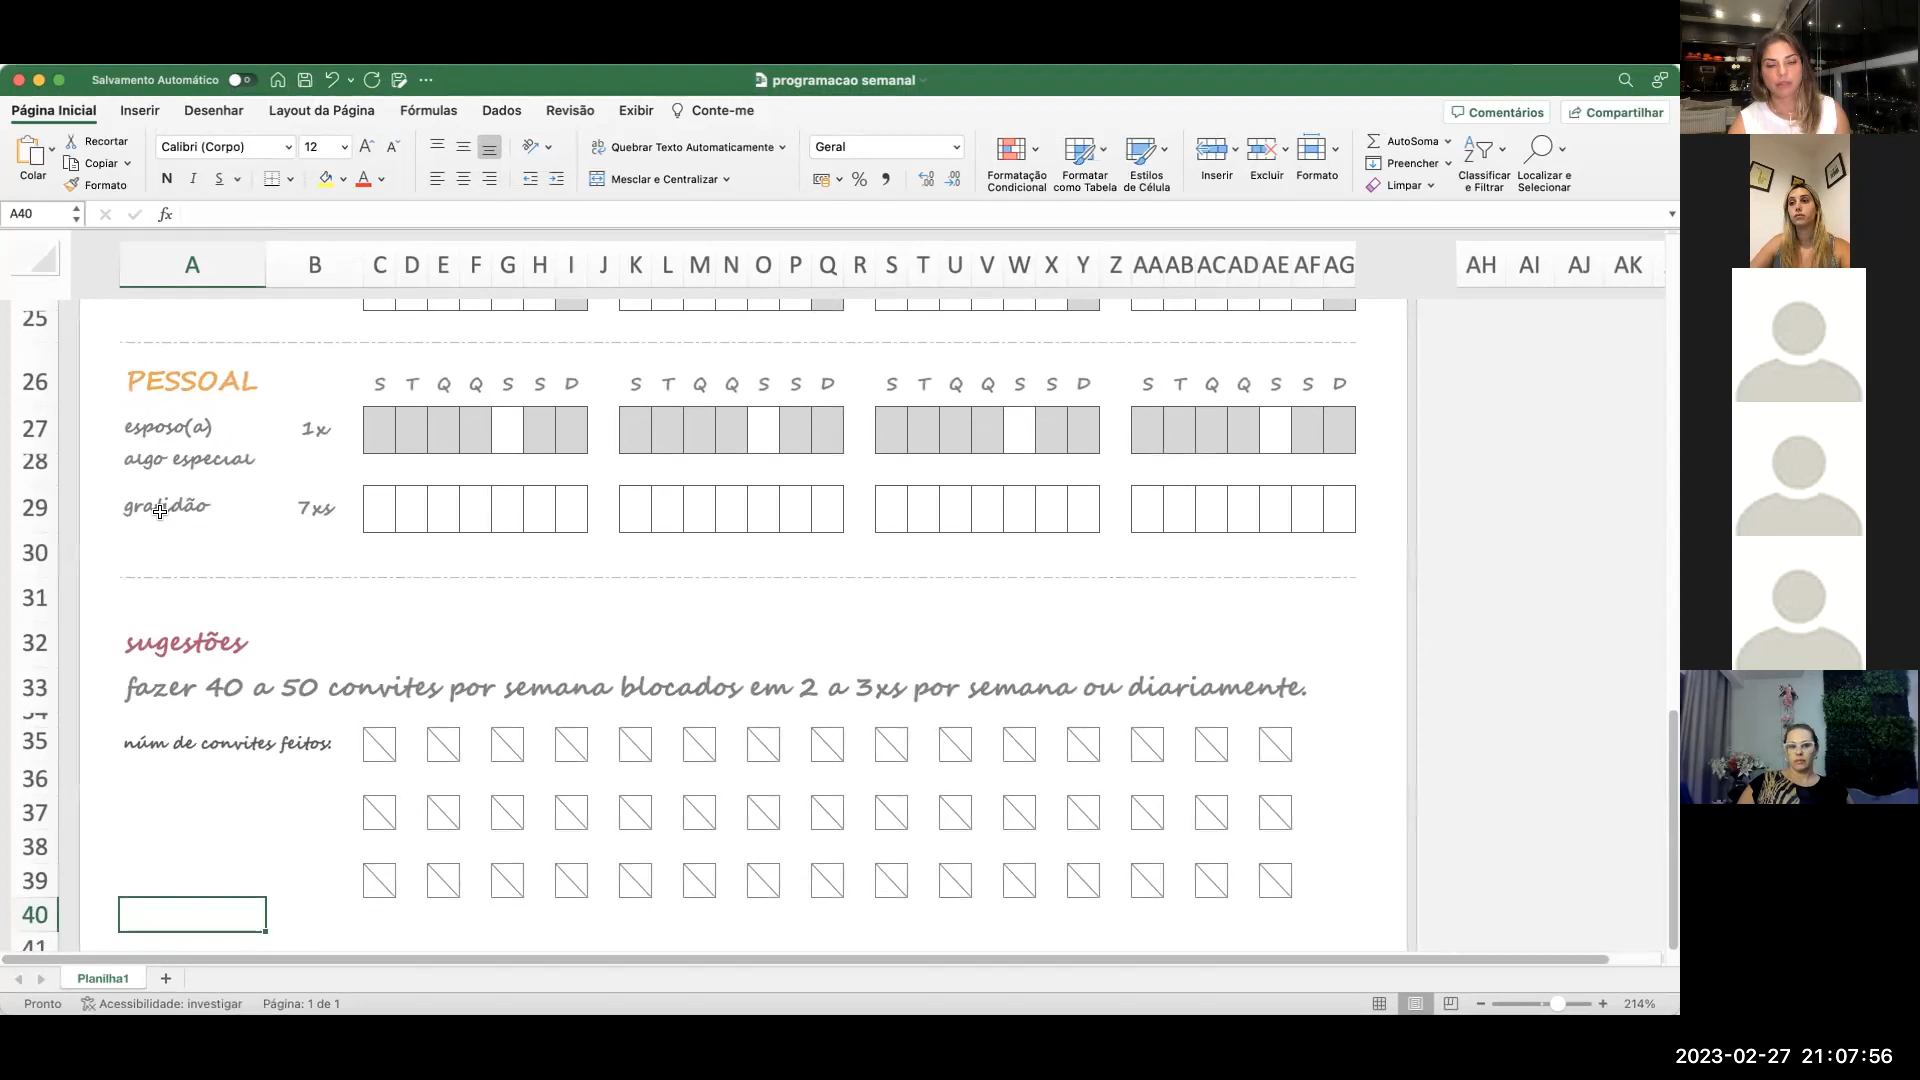 Salvamento Automático
programacao semanal
Página Inicial Inserir Desenhar Layout da Página Fórmulas Dados Revisão Exibir Conte-me Comentários Compartilhar
Colar
Recortar
Copiar
Formato
Calibri (Corpo) 12
N I S
Quebrar Texto Automaticamente
Mesclar e Centralizar
Geral
Formatação Condicional
Formatar como Tabela
Estilos de Célula
Inserir
Excluir
Formato
AutoSoma
Preencher
Limpar
Classificar e Filtrar
Localizar e Selecionar
A40 fx
A B C D E F G H I J K L M N O P Q R S T U V W X Y Z AA AB AC AD AE AF AG AH AI AJ AK
25
26 PESSOAL S T Q Q S S D S T Q Q S S D S T Q Q S S D S T Q Q S S D
27 esposo(a) 1x
28 algo especial
29 gratidão 7xs
30
31
32 sugestões
33 fazer 40 a 50 convites por semana blocados em 2 a 3xs por semana ou diariamente.
34
35 núm de convites feitos:
36
37
38
39
40
41
Planilha1 +
Pronto Acessibilidade: investigar Página: 1 de 1 214%
2023-02-27 21:07:56